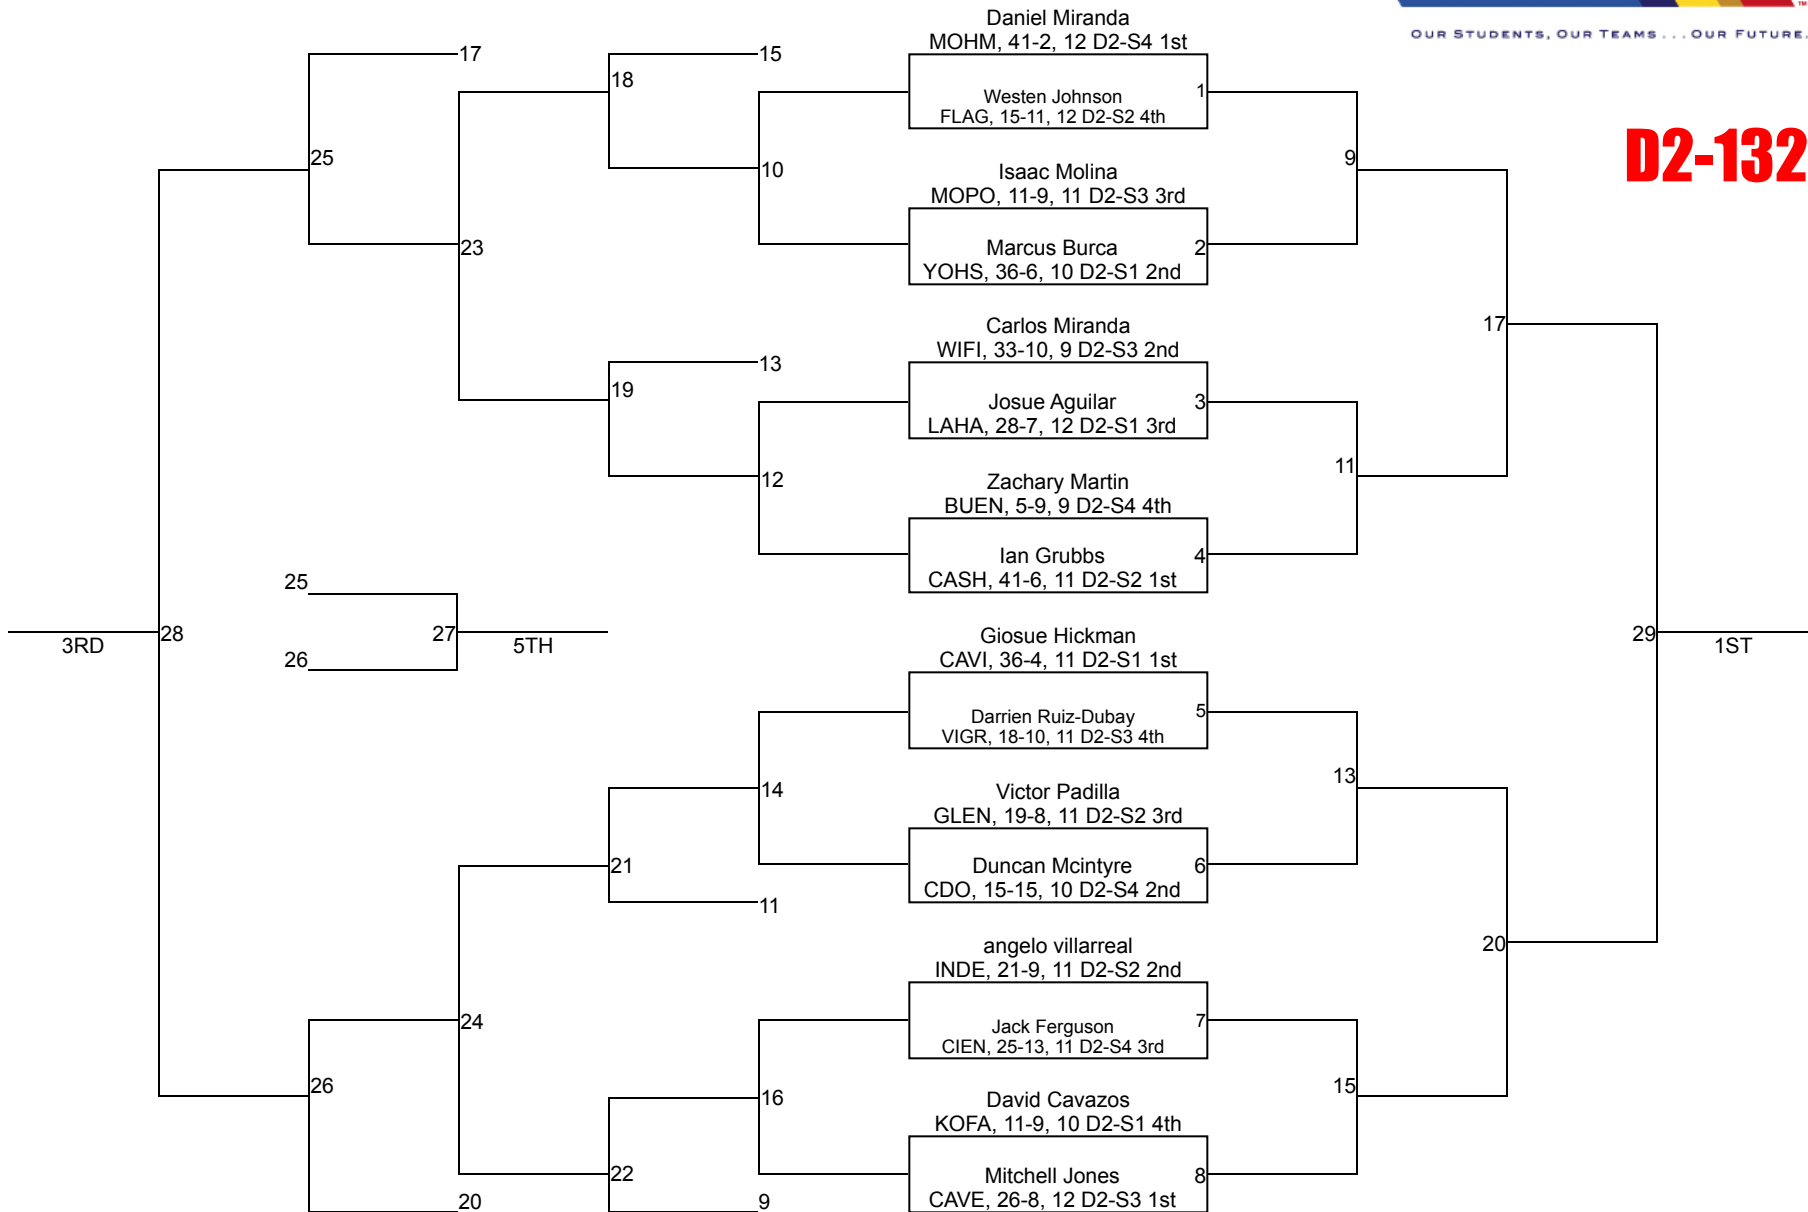 OUR STUDENTS, OUR TEAMS . . . OUR FUTURE.
TM
D2-132
Daniel Miranda
MOHM, 41-2, 12 D2-S4 1st
17
15
18
Westen Johnson
1
FLAG, 15-11, 12 D2-S2 4th
25
10
9
Isaac Molina
MOPO, 11-9, 11 D2-S3 3rd
23
Marcus Burca
2
YOHS, 36-6, 10 D2-S1 2nd
Carlos Miranda
17
WIFI, 33-10, 9 D2-S3 2nd
13
19
Josue Aguilar
3
LAHA, 28-7, 12 D2-S1 3rd
12
11
Zachary Martin
BUEN, 5-9, 9 D2-S4 4th
Ian Grubbs
4
CASH, 41-6, 11 D2-S2 1st
25
3RD
28
27
5TH
26
29
1ST
Giosue Hickman
CAVI, 36-4, 11 D2-S1 1st
Darrien Ruiz-Dubay
5
VIGR, 18-10, 11 D2-S3 4th
14
13
Victor Padilla
GLEN, 19-8, 11 D2-S2 3rd
21
Duncan Mcintyre
6
CDO, 15-15, 10 D2-S4 2nd
11
angelo villarreal
20
INDE, 21-9, 11 D2-S2 2nd
24
Jack Ferguson
7
CIEN, 25-13, 11 D2-S4 3rd
26
16
15
David Cavazos
KOFA, 11-9, 10 D2-S1 4th
22
Mitchell Jones
8
CAVE, 26-8, 12 D2-S3 1st
20
9